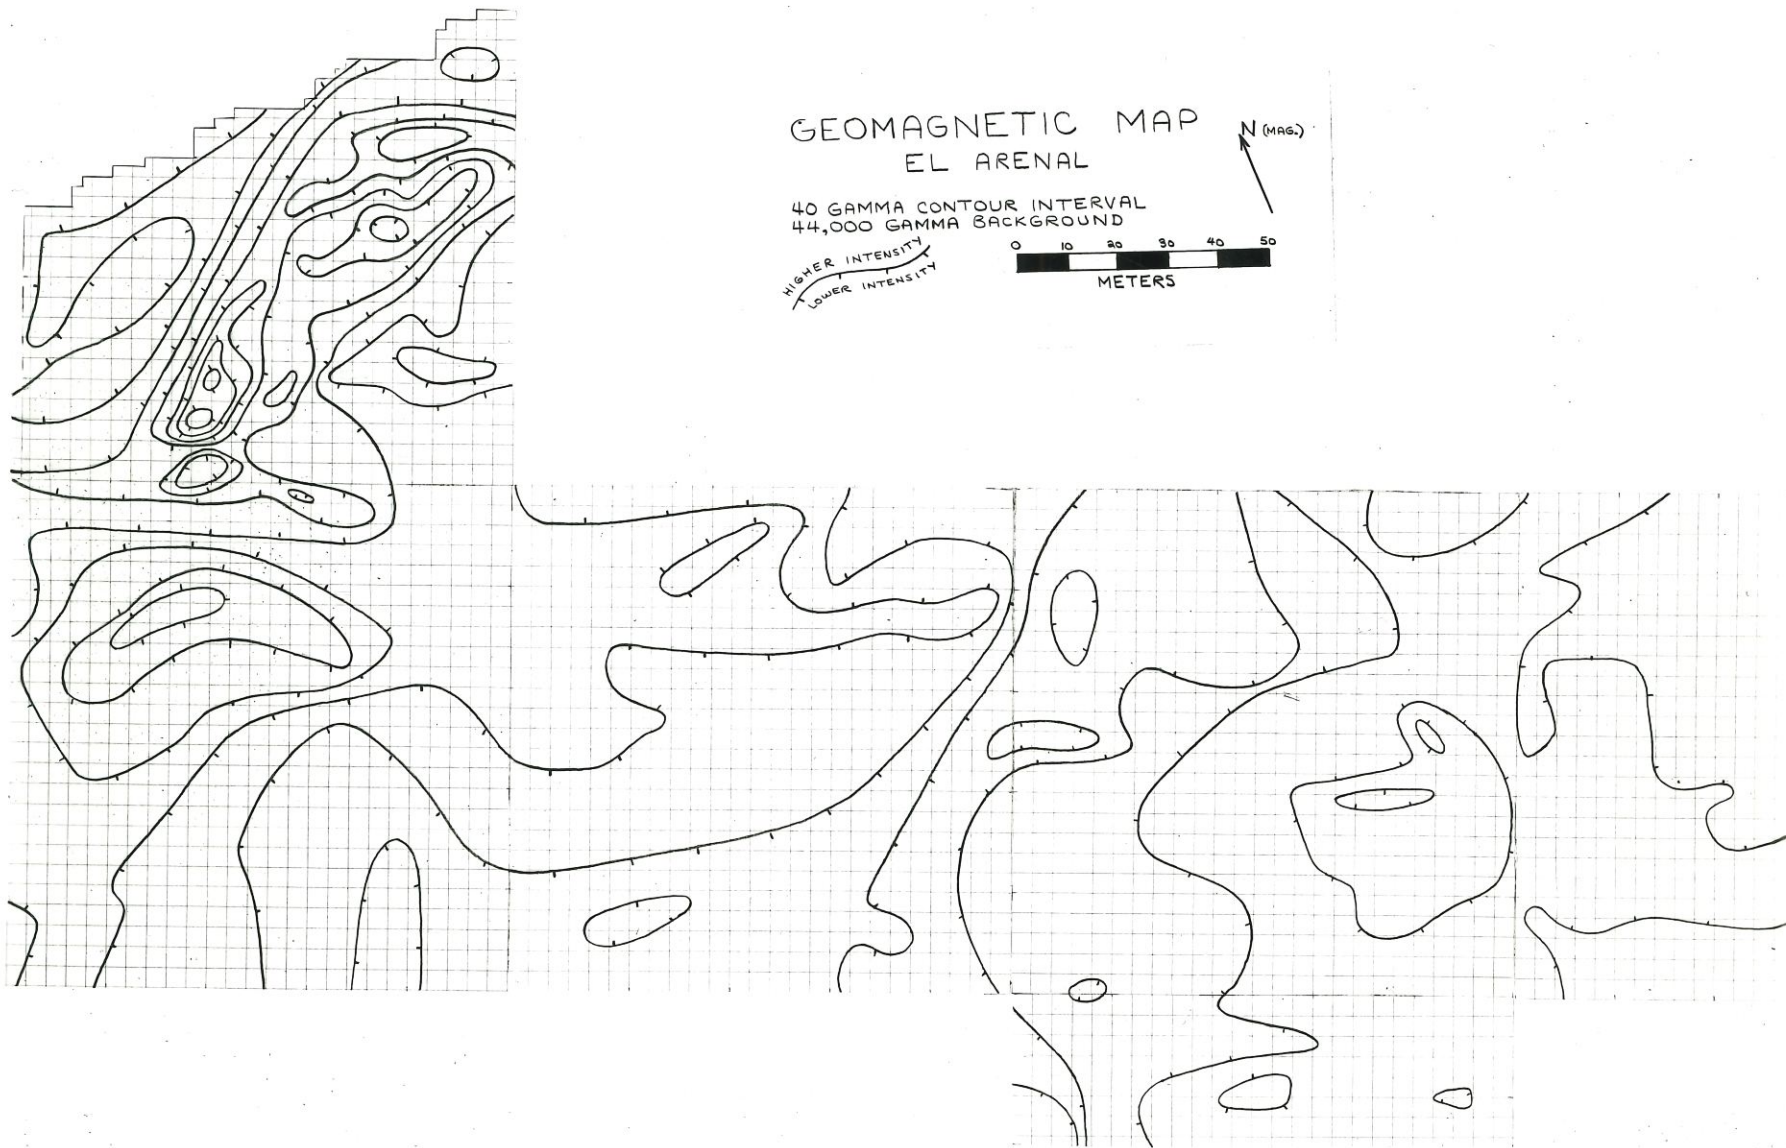 GEOMAGNETIC MAP
EL ARENAL
N (MAG.)
40 GAMMA CONTOUR INTERVAL
44,000 GAMMA BACKGROUND
HIGHER INTENSITY
LOWER INTENSITY
0 10 20 30 40 50
METERS